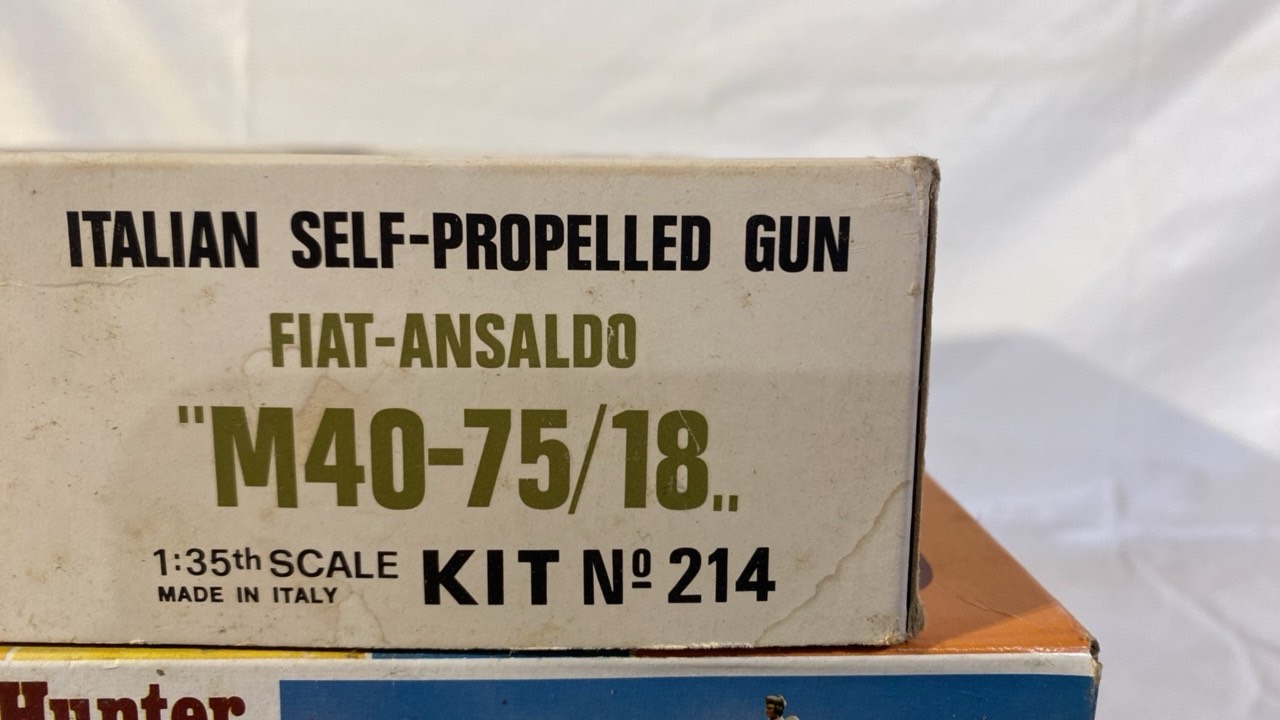 ITALIAN SELF-PROPELLED GUN
FIAT-ANSALDO
"M40-75/18„
1:35th SCALE
MADE IN ITALY
KIT Nº 214
Hunter